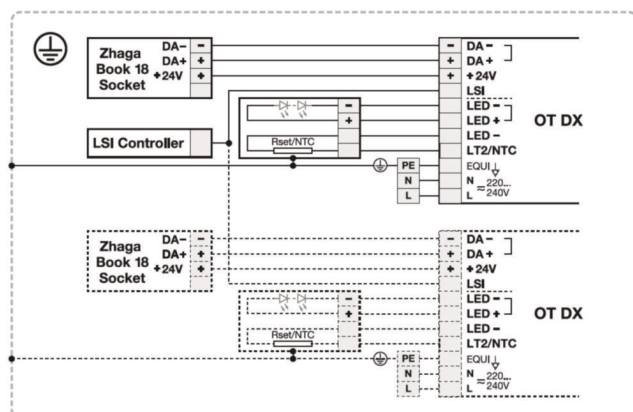 Zhaga Book 18 Socket
DA− −
DA+ +
+24V +
− DA −
+ DA +
+ +24V
LSI
LED −
LED +
LED −
LT2/NTC
EQUI
N
L
≈ 220...
240V
OT DX
−
+
Rset/NTC
LSI Controller
PE
N
L
Zhaga Book 18 Socket
DA− −
DA+ +
+24V +
− DA −
+ DA +
+ +24V
LSI
LED −
LED +
LED −
LT2/NTC
EQUI
N
L
≈ 220...
240V
OT DX
−
+
Rset/NTC
PE
N
L